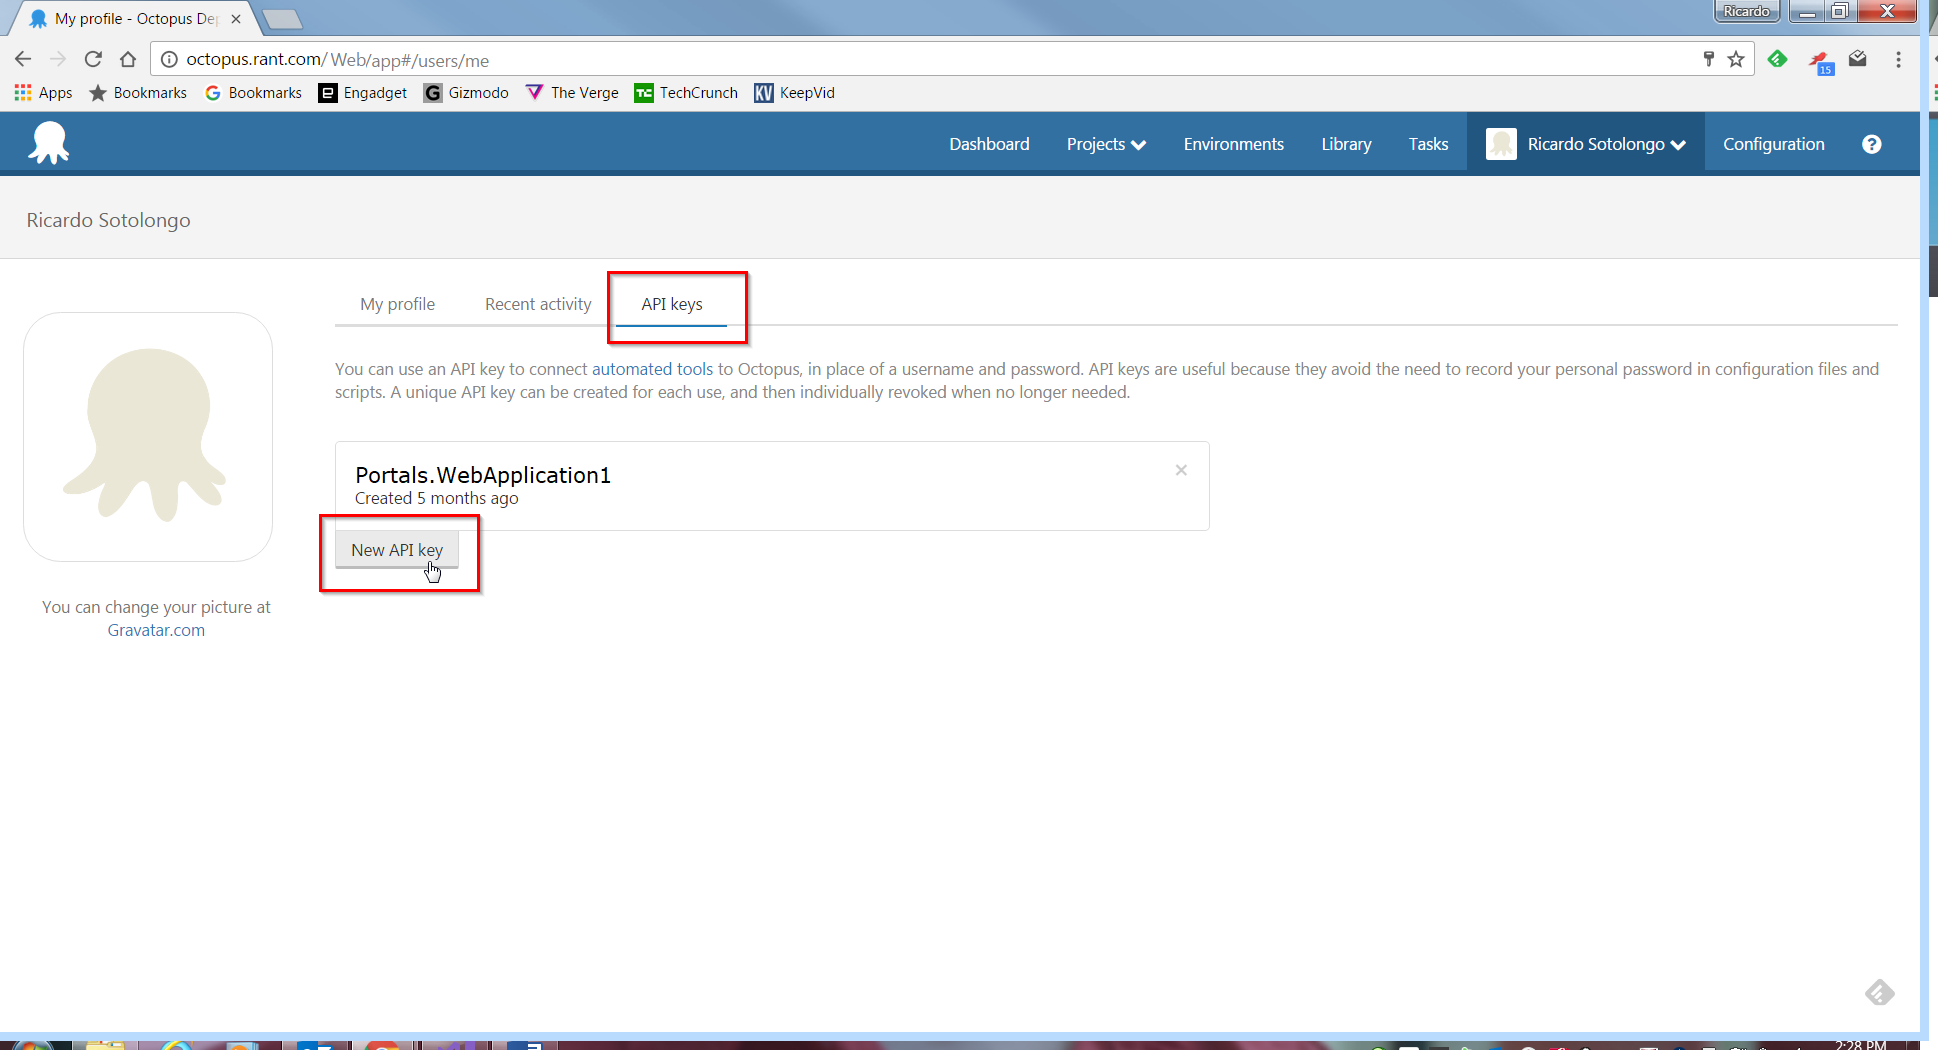 My profile - Octopus De
Ricardo
octopus.rant.com/Web/app#/users/me
15
Apps Bookmarks Bookmarks Engadget Gizmodo The Verge TechCrunch KeepVid
Dashboard Projects Environments Library Tasks Ricardo Sotolongo Configuration ?
Ricardo Sotolongo
My profile Recent activity API keys
You can use an API key to connect automated tools to Octopus, in place of a username and password. API keys are useful because they avoid the need to record your personal password in configuration files and
scripts. A unique API key can be created for each use, and then individually revoked when no longer needed.
Portals.WebApplication1
Created 5 months ago
New API key
You can change your picture at
Gravatar.com
2:28 PM